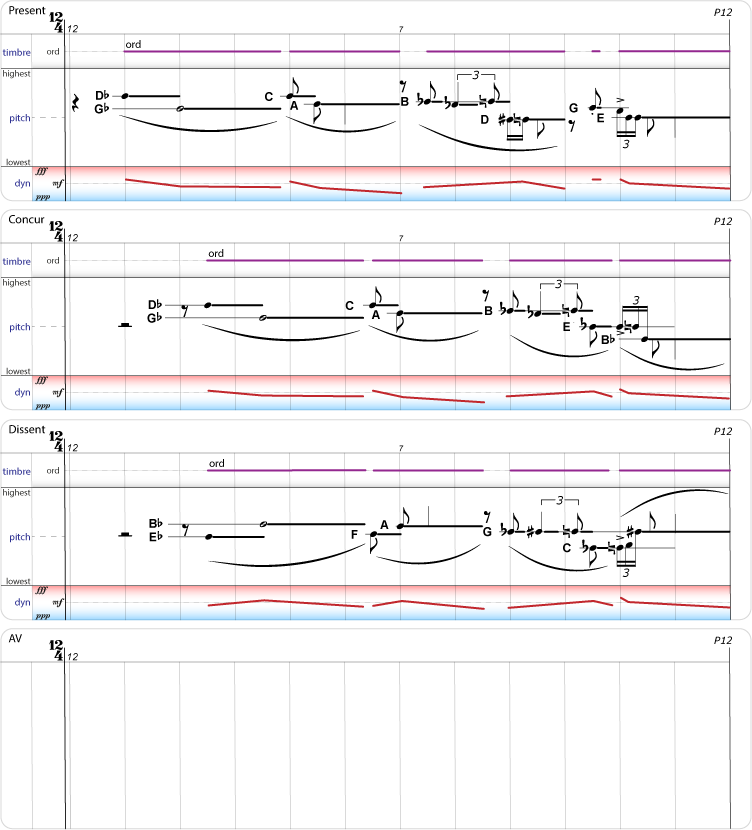 Present
P12
12
4
12
7
timbre
ord
ord
highest
D♭
G♭
C
A
B
3
D
G
E
3
pitch
lowest
fff
dyn
mf
ppp
Concur
P12
12
4
12
7
timbre
ord
ord
highest
D♭
G♭
C
A
B
3
E
B♭
3
pitch
lowest
fff
dyn
mf
ppp
Dissent
P12
12
4
12
7
timbre
ord
ord
highest
B♭
E♭
F
A
G
3
C
3
pitch
lowest
fff
dyn
mf
ppp
AV
P12
12
4
12